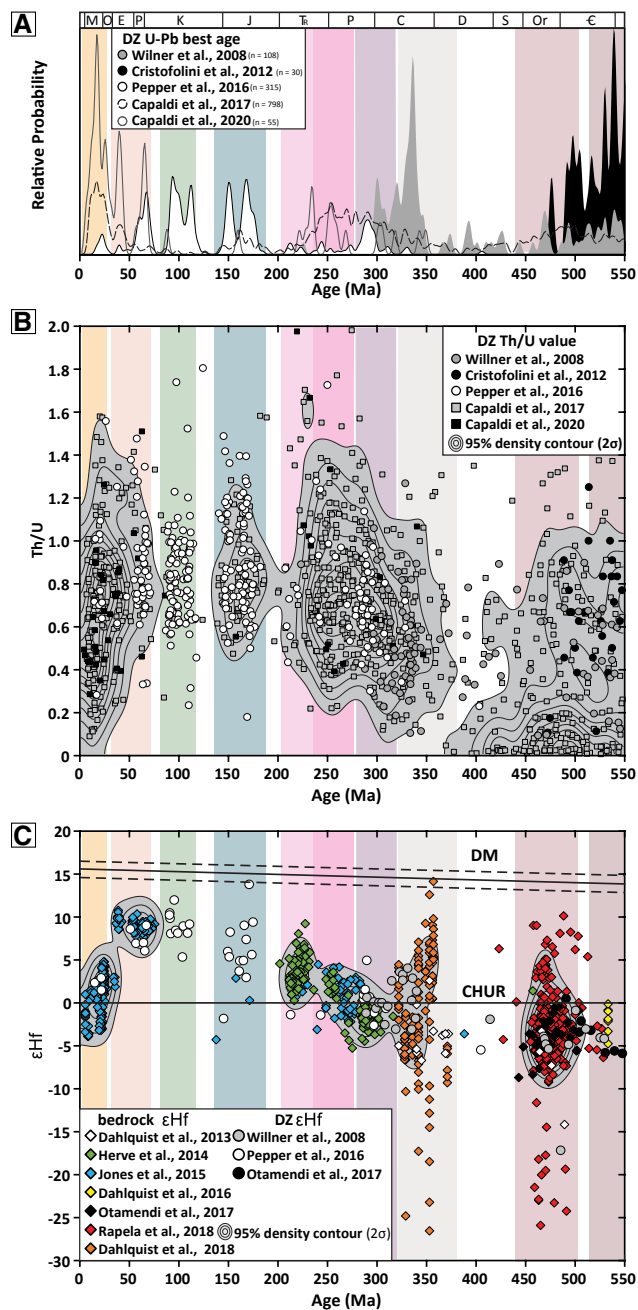 A
M O E P K J TR P C D S Or Є
DZ U-Pb best age
Wilner et al., 2008 (n = 108)
Cristofolini et al., 2012 (n = 30)
Pepper et al., 2016 (n = 315)
Capaldi et al., 2017 (n = 798)
Capaldi et al., 2020 (n = 55)
Relative Probability
0 50 100 150 200 250 300 350 400 450 500 550
Age (Ma)
B
DZ Th/U value
Willner et al., 2008
Cristofolini et al., 2012
Pepper et al., 2016
Capaldi et al., 2017
Capaldi et al., 2020
95% density contour (2σ)
2.0
1.8
1.6
1.4
1.2
1.0
0.8
0.6
0.4
0.2
0
Th/U
0 50 100 150 200 250 300 350 400 450 500 550
Age (Ma)
C
20
15
10
5
0
-5
-10
-15
-20
-25
-30
εHf
DM
CHUR
bedrock εHf
Dahlquist et al., 2013
Herve et al., 2014
Jones et al., 2015
Dahlquist et al., 2016
Otamendi et al., 2017
Rapela et al., 2018
Dahlquist et al., 2018
DZ εHf
Willner et al., 2008
Pepper et al., 2016
Otamendi et al., 2017
95% density contour (2σ)
0 50 100 150 200 250 300 350 400 450 500 550
Age (Ma)